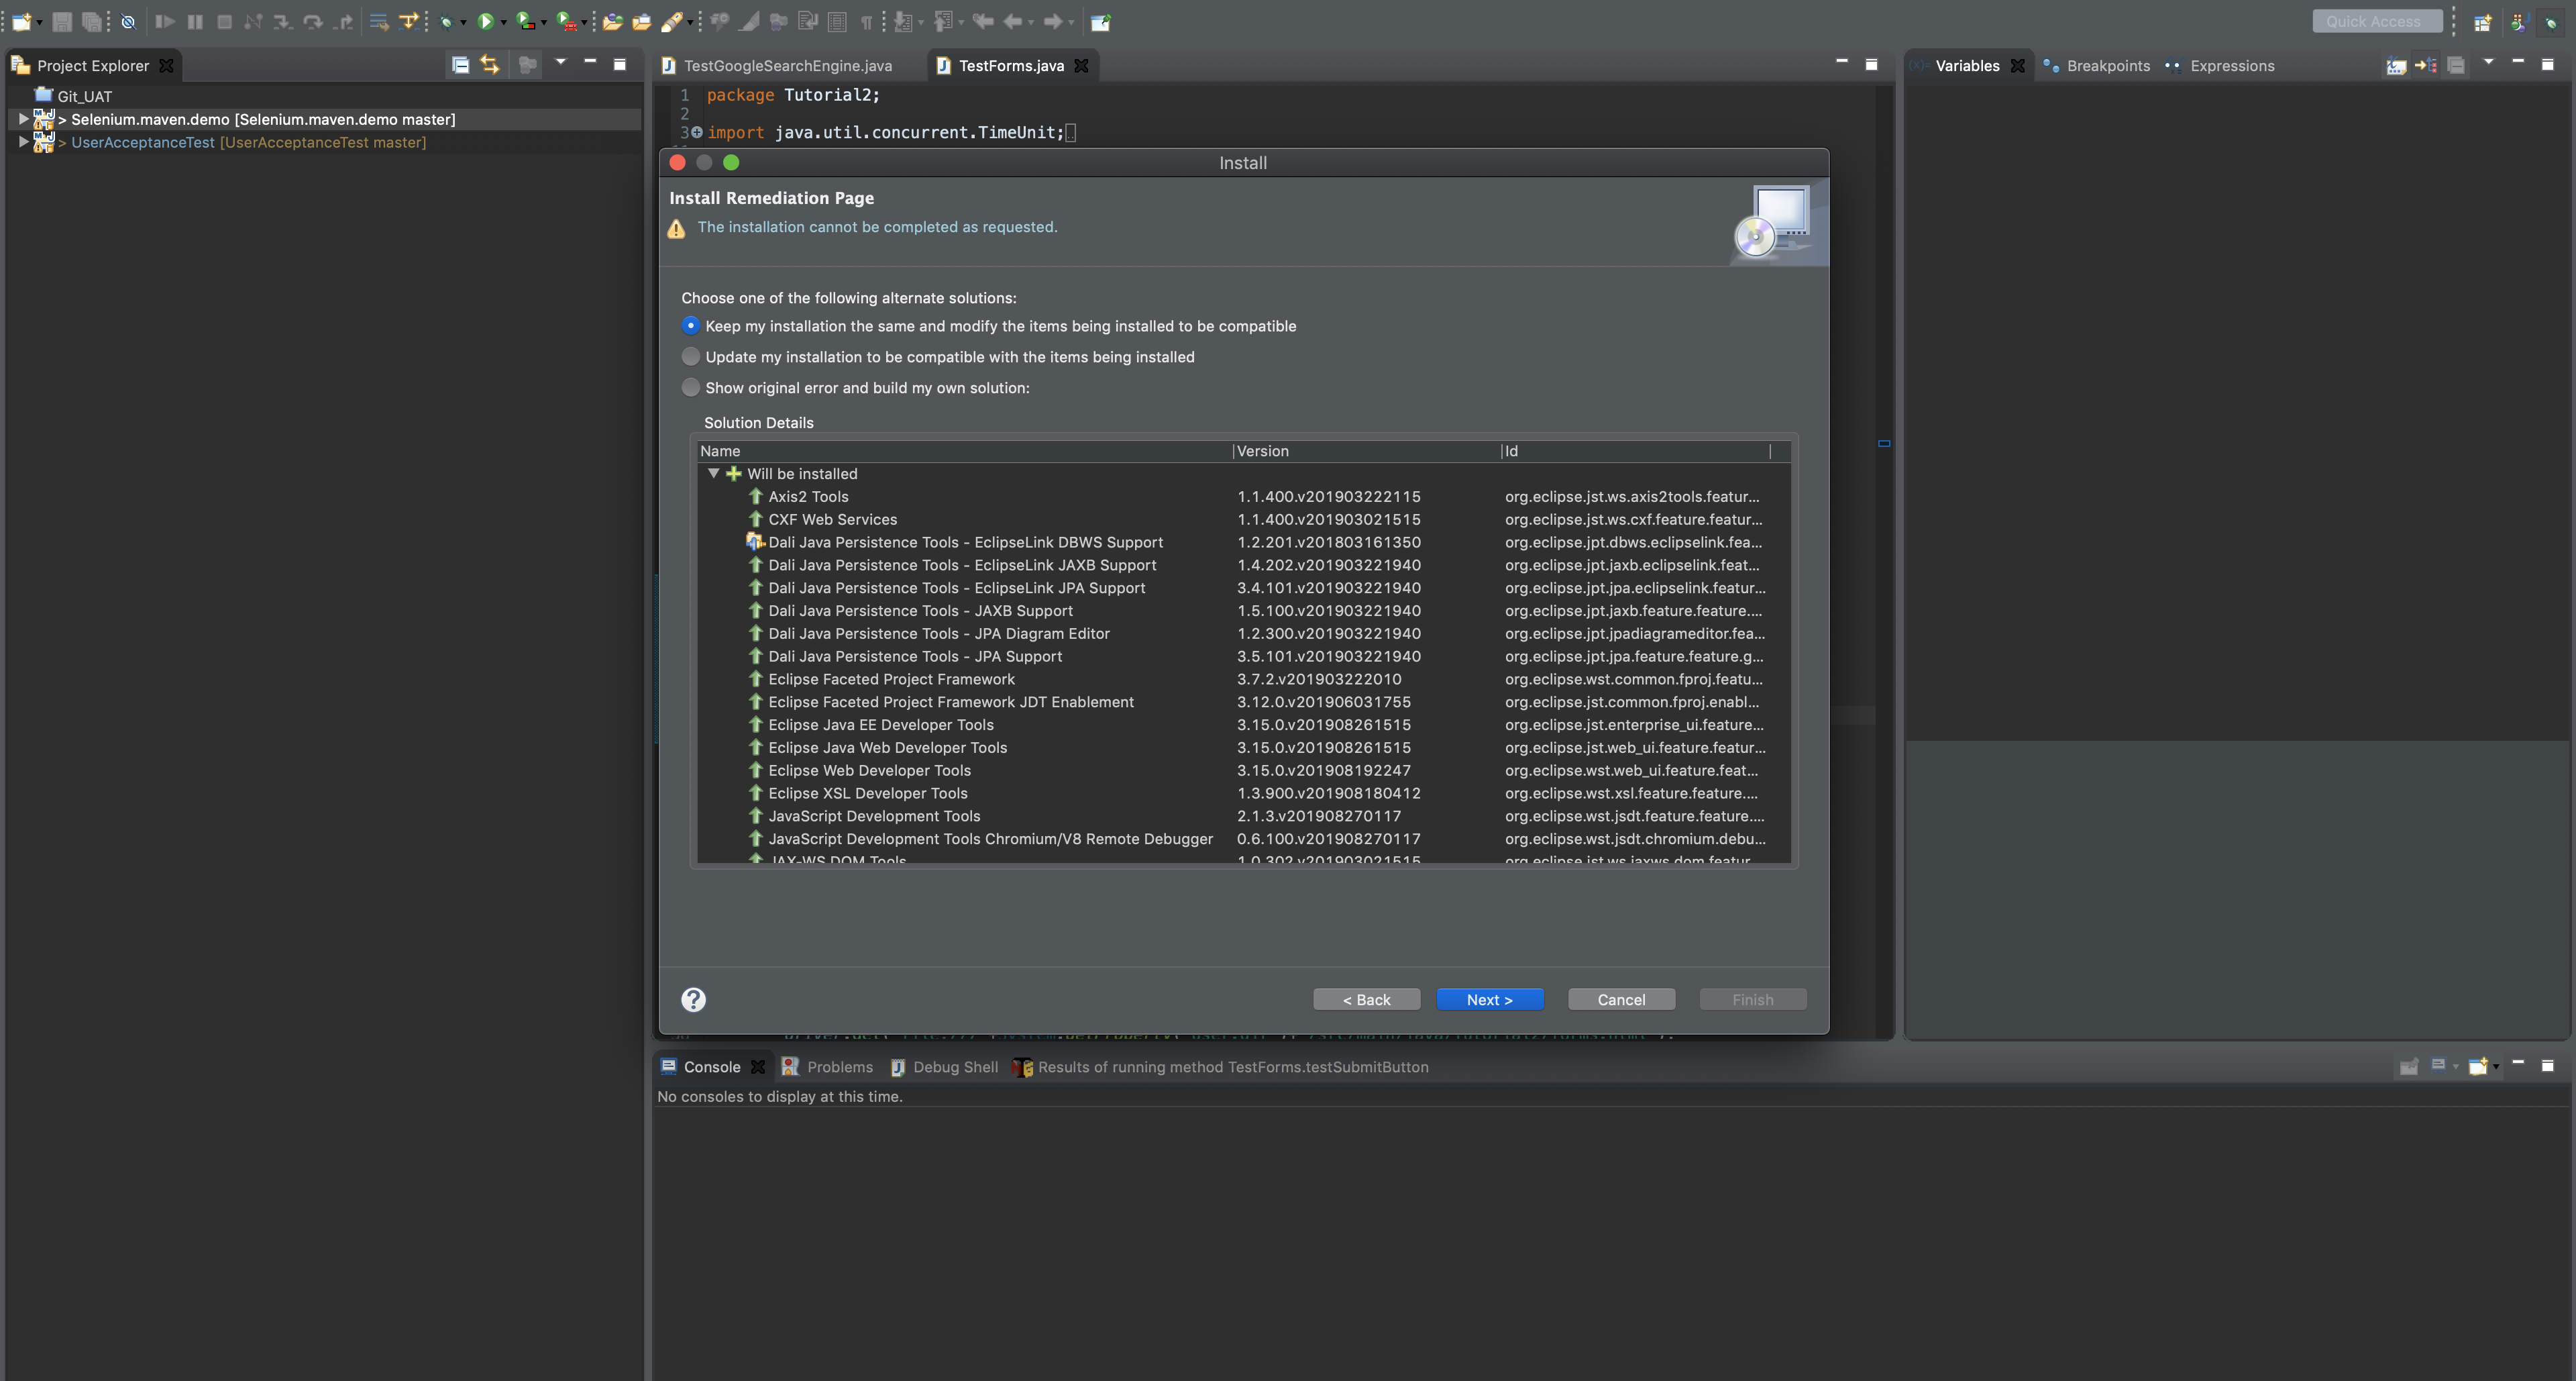 Quick Access
Project Explorer
Git_UAT
> Selenium.maven.demo [Selenium.maven.demo master]
> UserAcceptanceTest [UserAcceptanceTest master]
TestGoogleSearchEngine.java
TestForms.java
1 package Tutorial2;
2
3 import java.util.concurrent.TimeUnit;
Variables
Breakpoints
Expressions
Install
Install Remediation Page
The installation cannot be completed as requested.
Choose one of the following alternate solutions:
Keep my installation the same and modify the items being installed to be compatible
Update my installation to be compatible with the items being installed
Show original error and build my own solution:
Solution Details
Name Version Id
Will be installed
Axis2 Tools 1.1.400.v201903222115 org.eclipse.jst.ws.axis2tools.featur...
CXF Web Services 1.1.400.v201903021515 org.eclipse.jst.ws.cxf.feature.featur...
Dali Java Persistence Tools - EclipseLink DBWS Support 1.2.201.v201803161350 org.eclipse.jpt.dbws.eclipselink.fea...
Dali Java Persistence Tools - EclipseLink JAXB Support 1.4.202.v201903221940 org.eclipse.jpt.jaxb.eclipselink.feat...
Dali Java Persistence Tools - EclipseLink JPA Support 3.4.101.v201903221940 org.eclipse.jpt.jpa.eclipselink.featur...
Dali Java Persistence Tools - JAXB Support 1.5.100.v201903221940 org.eclipse.jpt.jaxb.feature.feature....
Dali Java Persistence Tools - JPA Diagram Editor 1.2.300.v201903221940 org.eclipse.jpt.jpadiagrameditor.fea...
Dali Java Persistence Tools - JPA Support 3.5.101.v201903221940 org.eclipse.jpt.jpa.feature.feature.g...
Eclipse Faceted Project Framework 3.7.2.v201903222010 org.eclipse.wst.common.fproj.featu...
Eclipse Faceted Project Framework JDT Enablement 3.12.0.v201906031755 org.eclipse.jst.common.fproj.enabl...
Eclipse Java EE Developer Tools 3.15.0.v201908261515 org.eclipse.jst.enterprise_ui.feature...
Eclipse Java Web Developer Tools 3.15.0.v201908261515 org.eclipse.jst.web_ui.feature.featur...
Eclipse Web Developer Tools 3.15.0.v201908192247 org.eclipse.wst.web_ui.feature.feat...
Eclipse XSL Developer Tools 1.3.900.v201908180412 org.eclipse.wst.xsl.feature.feature....
JavaScript Development Tools 2.1.3.v201908270117 org.eclipse.wst.jsdt.feature.feature....
JavaScript Development Tools Chromium/V8 Remote Debugger 0.6.100.v201908270117 org.eclipse.wst.jsdt.chromium.debu...
JAX-WS DOM Tools 1.0.302.v201903021515 org.eclipse.jst.ws.jaxws.dom.featur
< Back
Next >
Cancel
Finish
Console
Problems
Debug Shell
Results of running method TestForms.testSubmitButton
No consoles to display at this time.